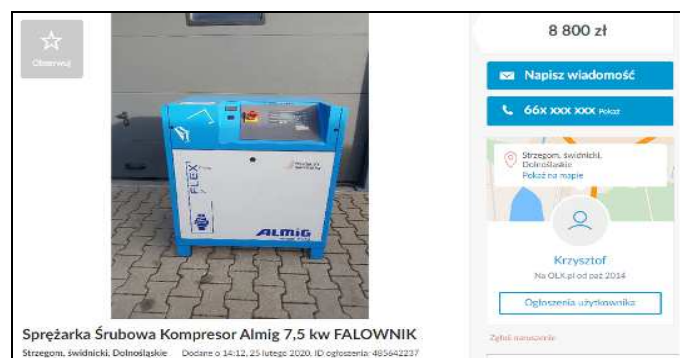 Obserwuj
FLEX
ALMiG
8 800 zł
Napisz wiadomość
66x xxx xxx Pokaż
Strzegom, świdnicki,
Dolnośląskie
Pokaż na mapie
Krzysztof
Na OLX.pl od paź 2014
Ogłoszenia użytkownika
Zgłoś naruszenie
Sprężarka Śrubowa Kompresor Almig 7,5 kw FALOWNIK
Strzegom, świdnicki, Dolnośląskie Dodane o 14:12, 25 lutego 2020, ID ogłoszenia: 485642237